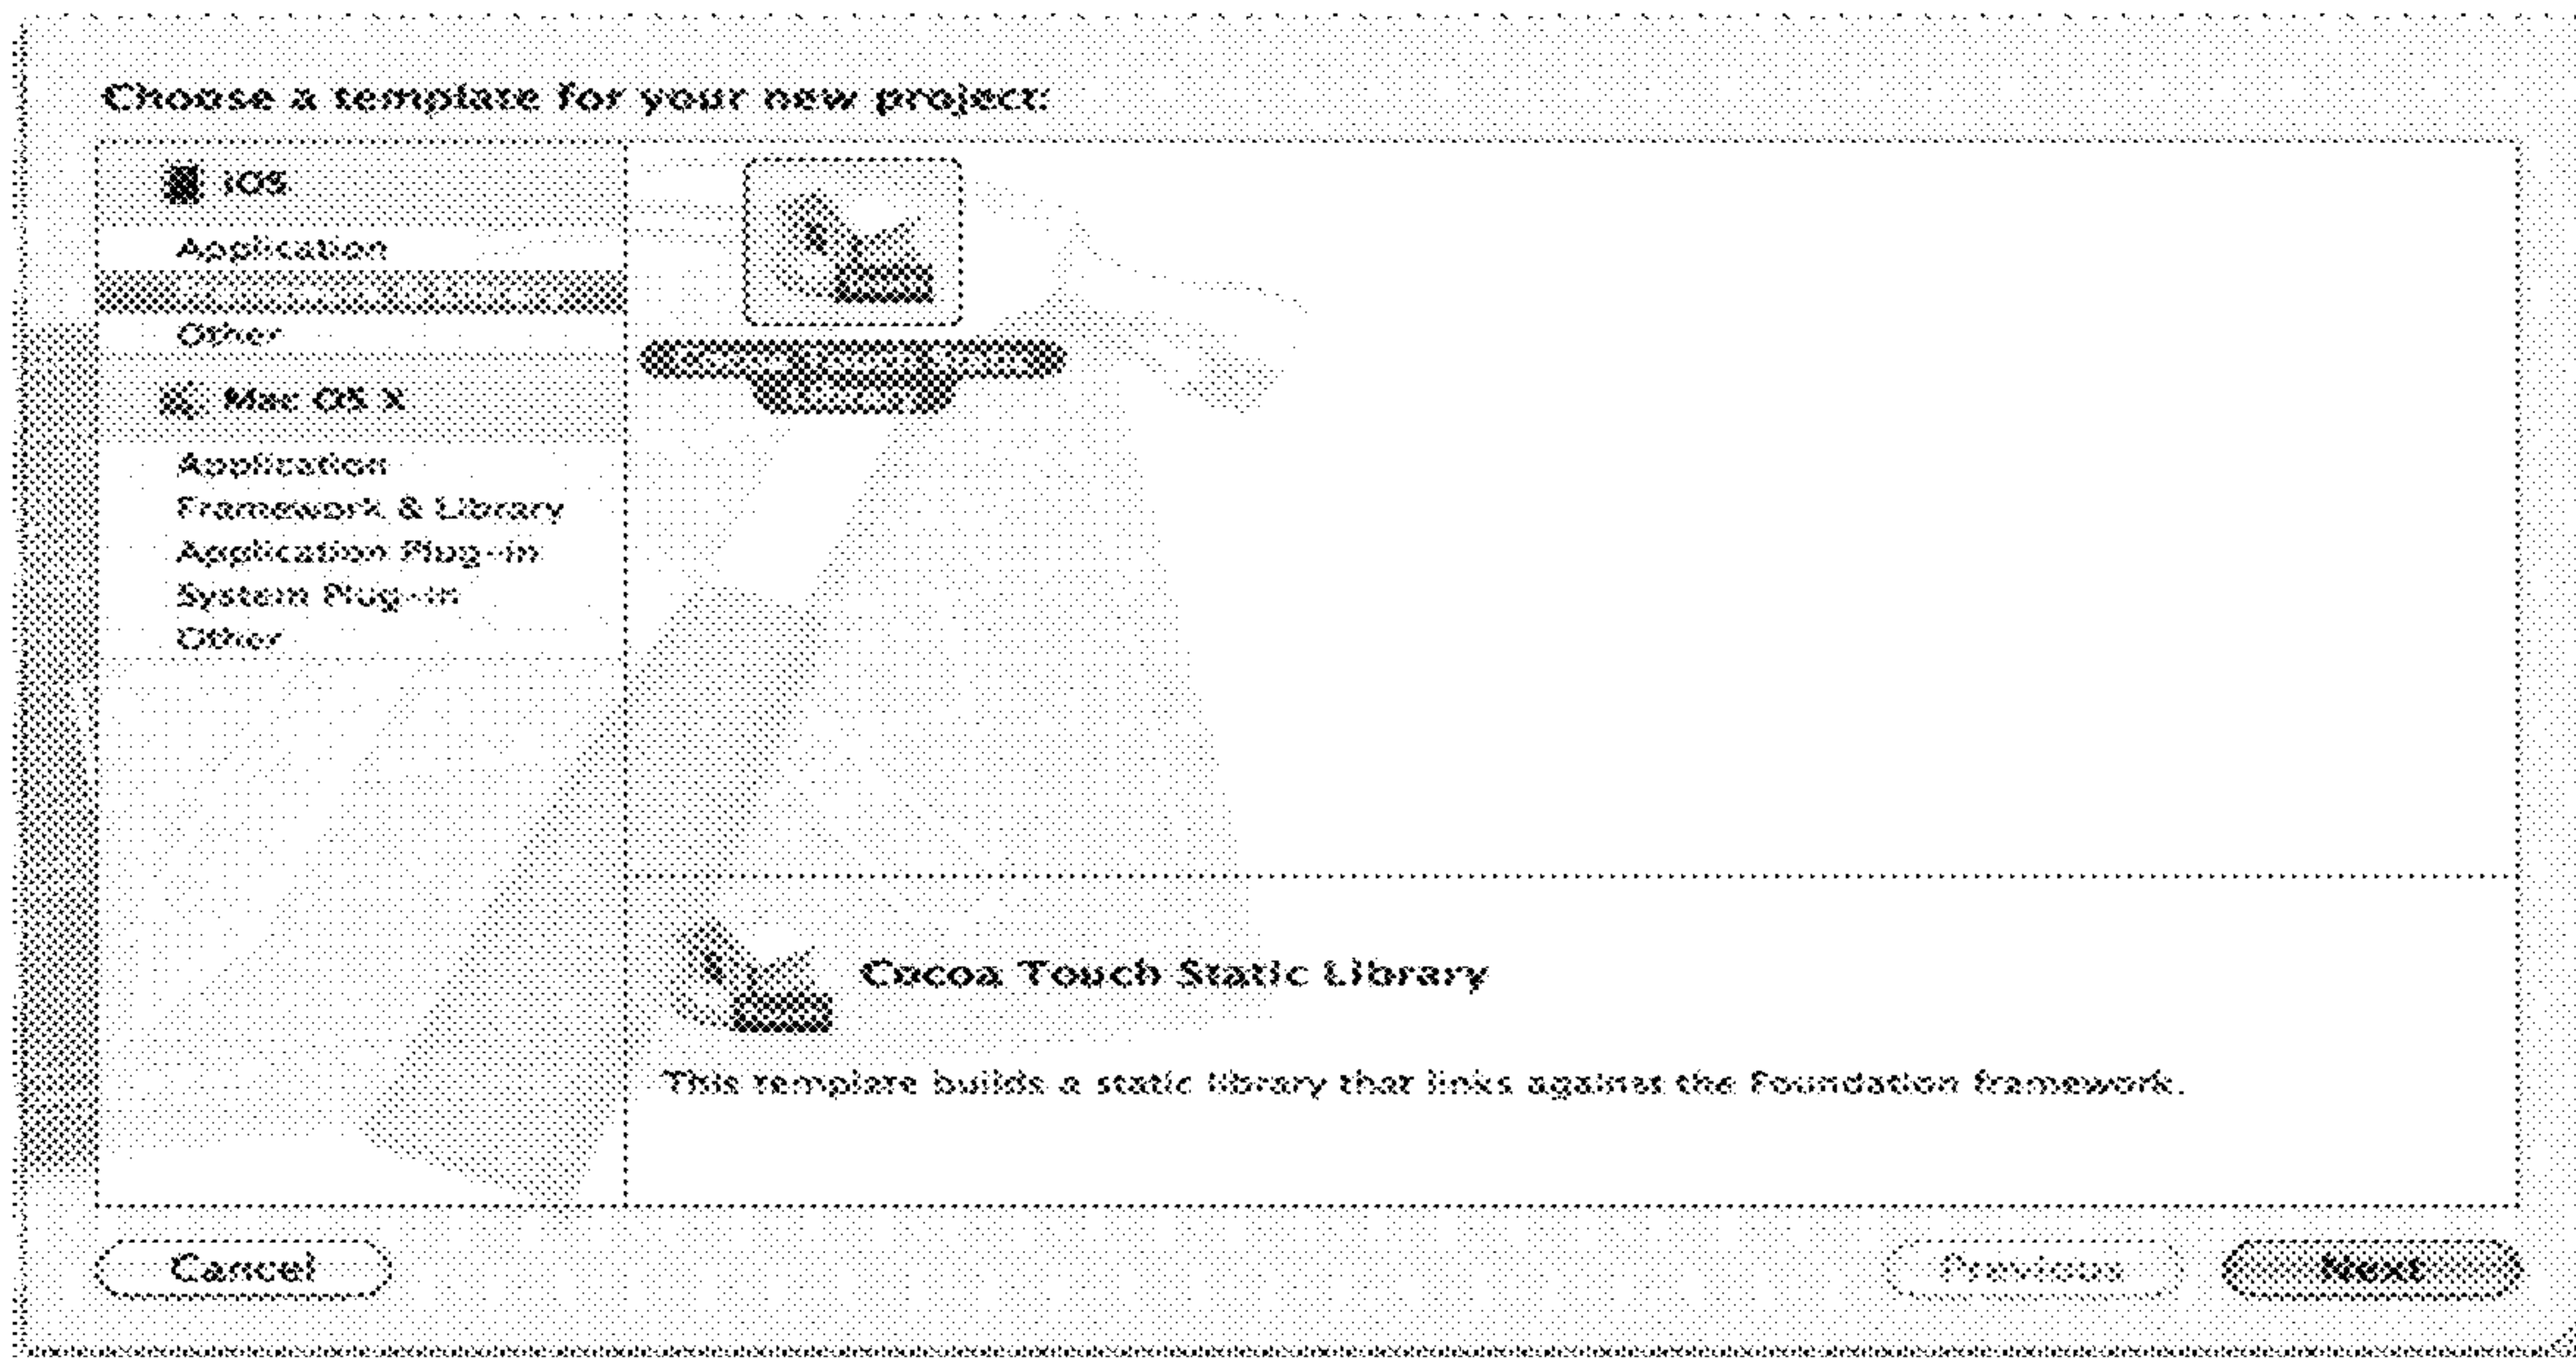 Choose a template for your new project:
iOS
Application
Other
Mac OS X
Application
Framework & Library
Application Plug-in
System Plug-in
Other
Cocoa Touch Static Library
This template builds a static library that links against the Foundation framework.
Cancel
Previous
Next